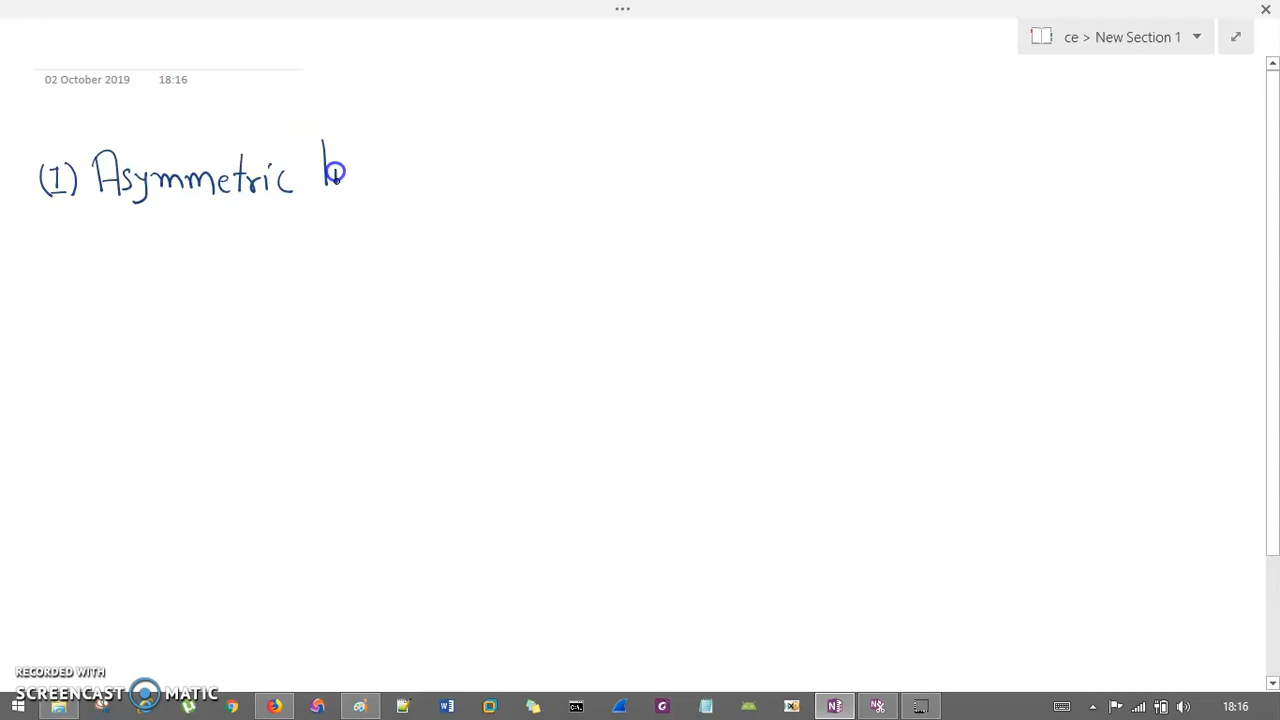 ce > New Section 1
02 October 2019 18:16
(1) Asymmetric
RECORDED WITH
SCREENCAST MATIC
18:16